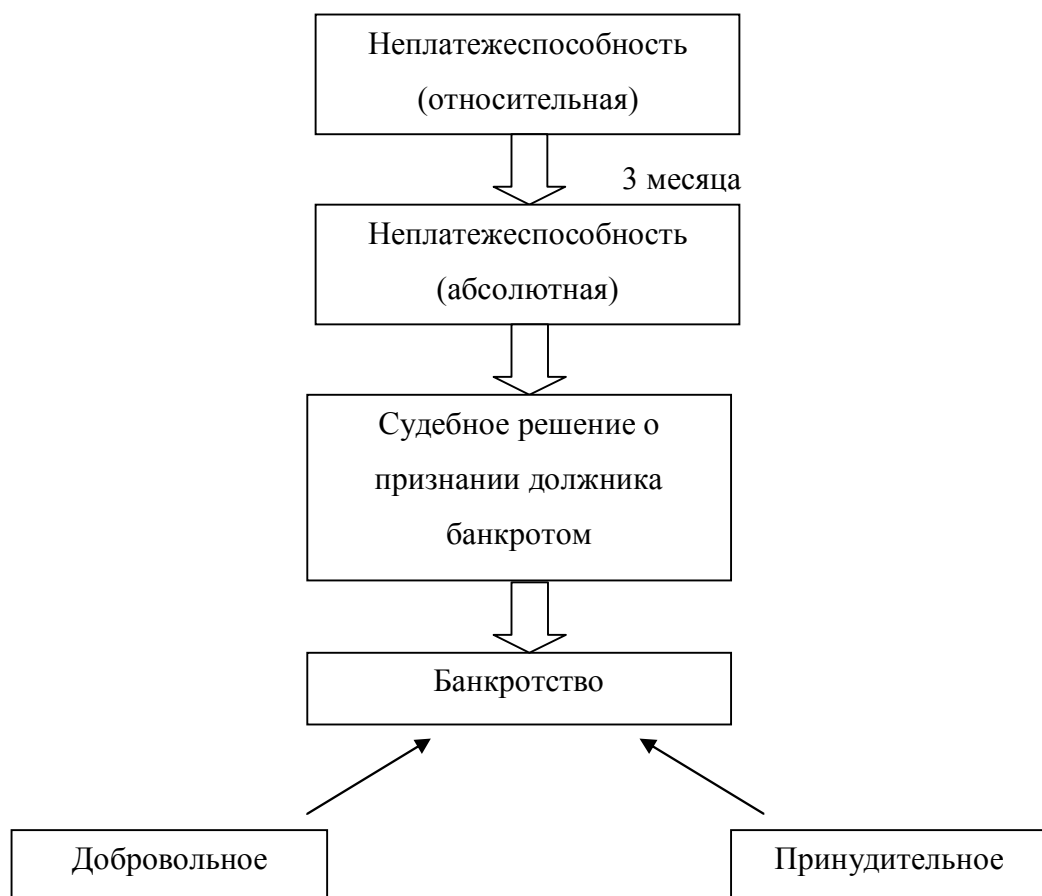 Неплатежеспособность
(относительная)
3 месяца
Неплатежеспособность
(абсолютная)
Судебное решение о
признании должника
банкротом
Банкротство
Добровольное
Принудительное